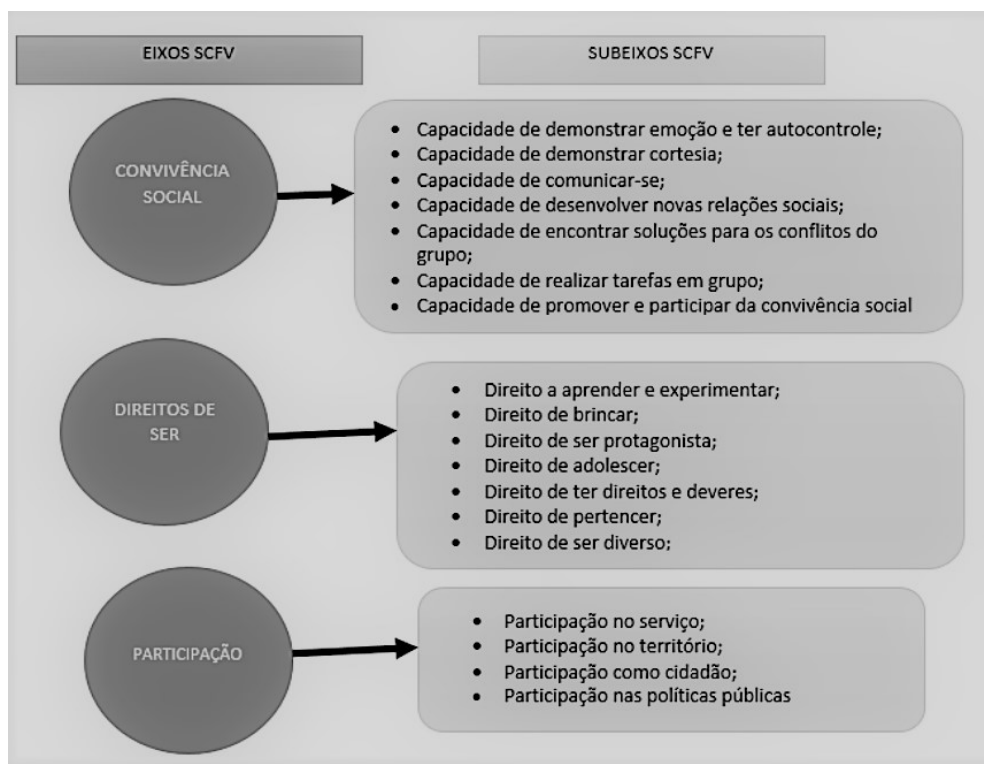 EIXOS SCFV
SUBEIXOS SCFV
CONVIVÊNCIA
SOCIAL
• Capacidade de demonstrar emoção e ter autocontrole;
• Capacidade de demonstrar cortesia;
• Capacidade de comunicar-se;
• Capacidade de desenvolver novas relações sociais;
• Capacidade de encontrar soluções para os conflitos do
grupo;
• Capacidade de realizar tarefas em grupo;
• Capacidade de promover e participar da convivência social
DIREITOS DE
SER
• Direito a aprender e experimentar;
• Direito de brincar;
• Direito de ser protagonista;
• Direito de adolescer;
• Direito de ter direitos e deveres;
• Direito de pertencer;
• Direito de ser diverso;
PARTICIPAÇÃO
• Participação no serviço;
• Participação no território;
• Participação como cidadão;
• Participação nas políticas públicas